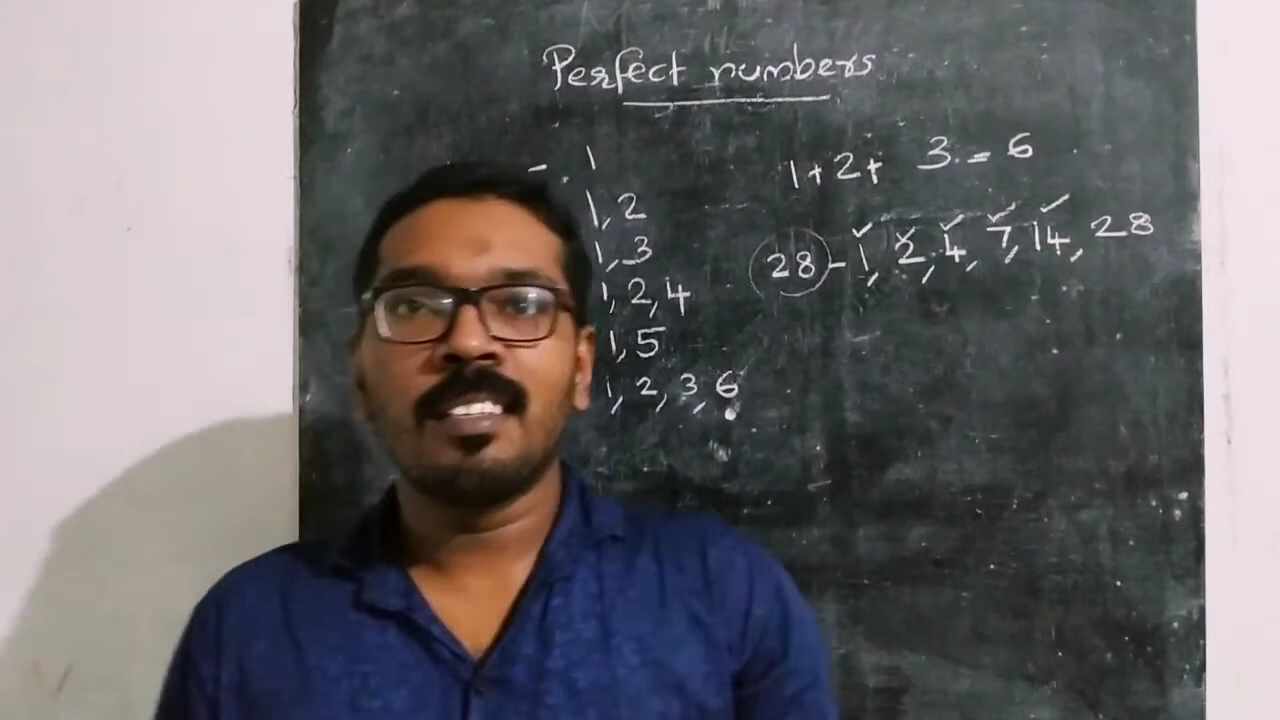 Perfect numbers
- 1
1, 2
1, 3
1, 2, 4
1, 5
1, 2, 3, 6
1 + 2 + 3 = 6
28 - 1, 2, 4, 7, 14, 28